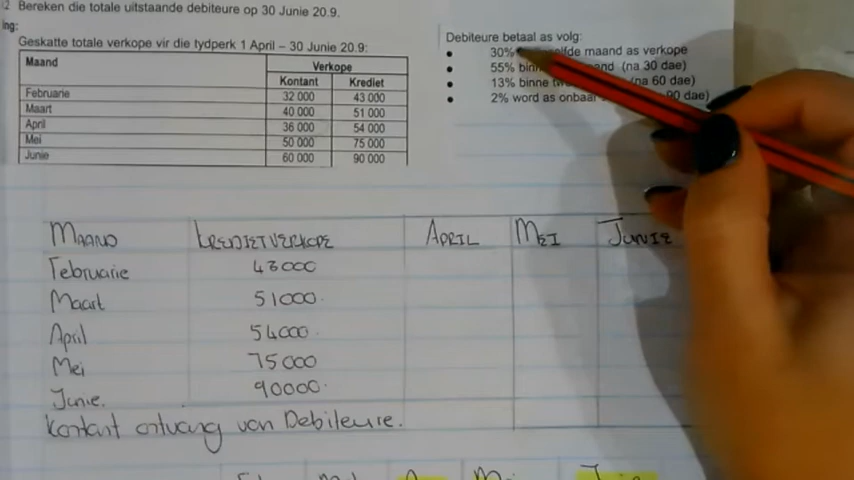 2 Bereken die totale uitstaande debiteure op 30 Junie 20.9.
ing:
Geskatte totale verkope vir die tydperk 1 April – 30 Junie 20.9:
Maand Verkope
Kontant Krediet
Februarie 32 000 43 000
Maart 40 000 51 000
April 36 000 54 000
Mei 50 000 75 000
Junie 60 000 90 000
Debiteure betaal as volg:
30% maand as verkope
55% (na 30 dae)
13% binne (na 60 dae)
2% word as dae)
MAAND KREDIETVERKOPE APRIL MEI JUNIE
Februarie 43000
Maart 51000
April 54000
Mei 75000
Junie 90000
Kontant ontvang van Debiteure.